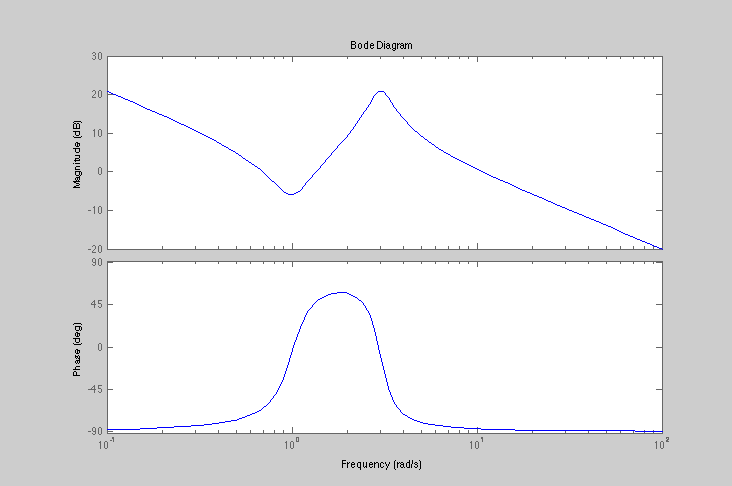 Bode Diagram
30
20
10
0
-10
-20
Magnitude (dB)
90
45
0
-45
-90
Phase (deg)
10^-1 10^0 10^1 10^2
Frequency (rad/s)